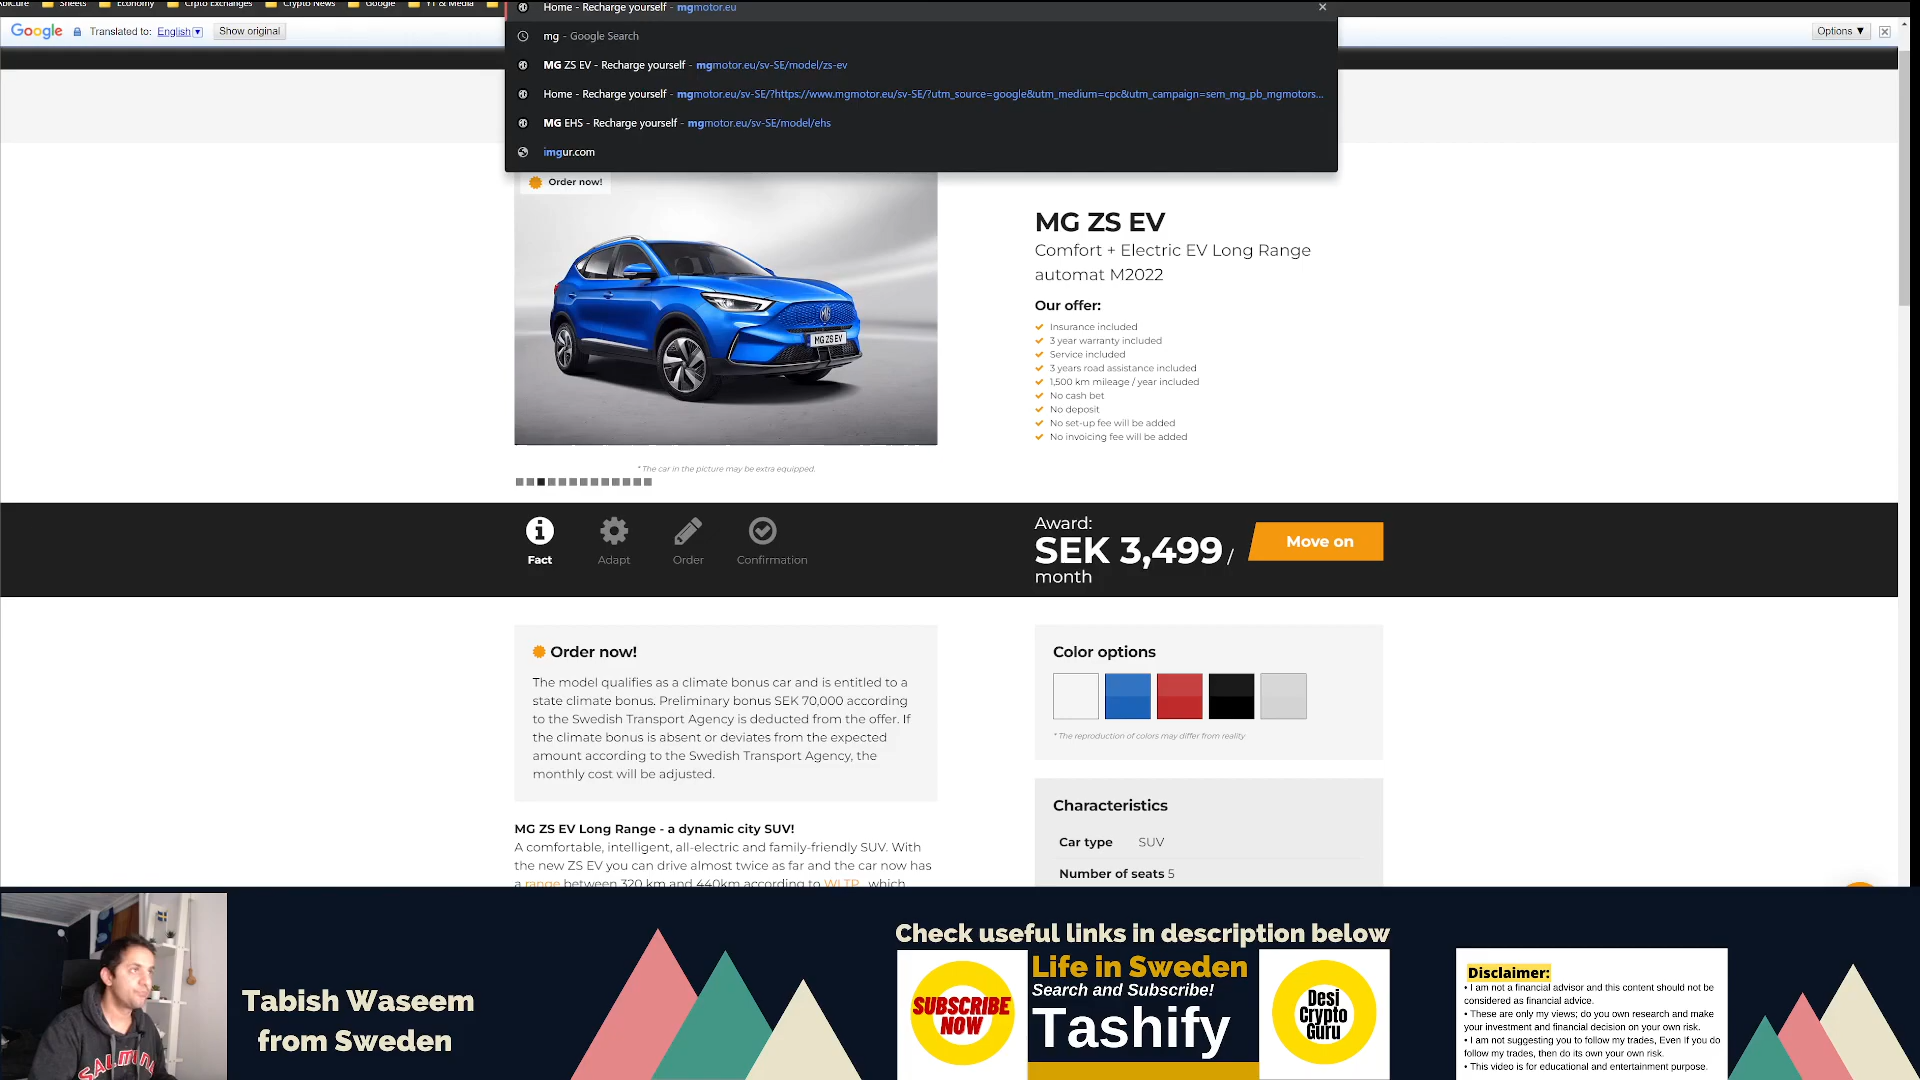 Sheets
Economy
Crpto Exchanges
Crypto News
Google
YT & Media
Home - Recharge yourself - mgmotor.eu
mg - Google Search
MG ZS EV - Recharge yourself - mgmotor.eu/sv-SE/model/zs-ev
Home - Recharge yourself - mgmotor.eu/sv-SE/?https://www.mgmotor.eu/sv-SE/?utm_source=google&utm_medium=cpc&utm_campaign=sem_mg_pb_mgmotors...
MG EHS - Recharge yourself - mgmotor.eu/sv-SE/model/ehs
imgur.com
Google
Translated to: English
Show original
Options ▼
Order now!
MG
MG ZS EV
* The car in the picture may be extra equipped.
MG ZS EV
Comfort + Electric EV Long Range
automat M2022
Our offer:
Insurance included
3 year warranty included
Service included
3 years road assistance included
1,500 km mileage / year included
No cash bet
No deposit
No set-up fee will be added
No invoicing fee will be added
Fact
Adapt
Order
Confirmation
Award:
SEK 3,499 /
month
Move on
Order now!
The model qualifies as a climate bonus car and is entitled to a
state climate bonus. Preliminary bonus SEK 70,000 according
to the Swedish Transport Agency is deducted from the offer. If
the climate bonus is absent or deviates from the expected
amount according to the Swedish Transport Agency, the
monthly cost will be adjusted.
MG ZS EV Long Range - a dynamic city SUV!
A comfortable, intelligent, all-electric and family-friendly SUV. With
the new ZS EV you can drive almost twice as far and the car now has
a range between 320 km and 440km according to WLTP , which
Color options
* The reproduction of colors may differ from reality
Characteristics
Car type SUV
Number of seats 5
Tabish Waseem
from Sweden
Check useful links in description below
SUBSCRIBE
NOW
Life in Sweden
Search and Subscribe!
Tashify
Desi
Crypto
Guru
Disclaimer:
• I am not a financial advisor and this content should not be
considered as financial advice.
• These are only my views; do you own research and make
your investment and financial decision on your own risk.
• I am not suggesting you to follow my trades, Even If you do
follow my trades, then do its own your own risk.
• This video is for educational and entertainment purpose.